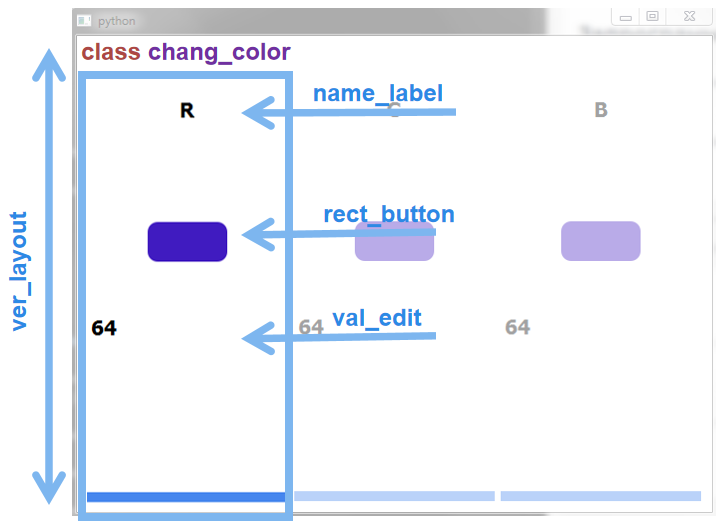 python
class chang_color
name_label
R
G
B
rect_button
ver_layout
val_edit
64
64
64